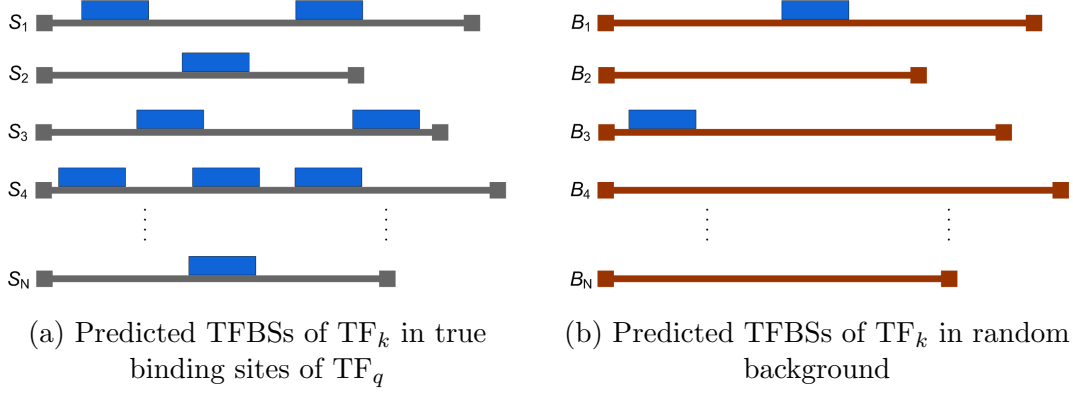 S1
S2
S3
S4
SN
(a) Predicted TFBSs of TFk in true
binding sites of TFq
B1
B2
B3
B4
BN
(b) Predicted TFBSs of TFk in random
background